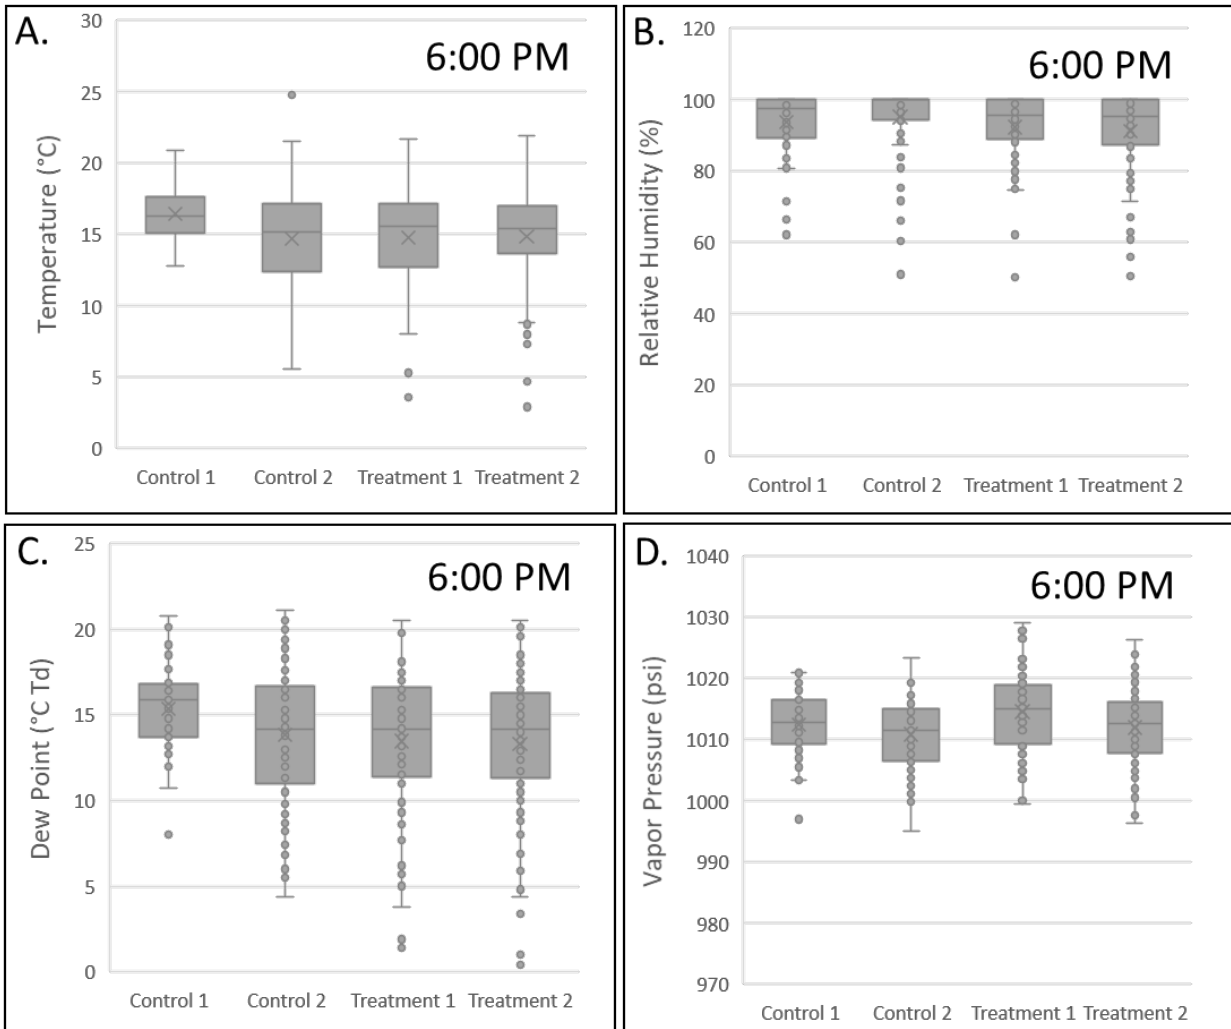 A.
6:00 PM
Temperature (°C)
30
25
20
15
10
5
0
Control 1 Control 2 Treatment 1 Treatment 2
B.
6:00 PM
Relative Humidity (%)
120
100
80
60
40
20
0
Control 1 Control 2 Treatment 1 Treatment 2
C.
6:00 PM
Dew Point (°C Td)
25
20
15
10
5
0
Control 1 Control 2 Treatment 1 Treatment 2
D.
6:00 PM
Vapor Pressure (psi)
1040
1030
1020
1010
1000
990
980
970
Control 1 Control 2 Treatment 1 Treatment 2